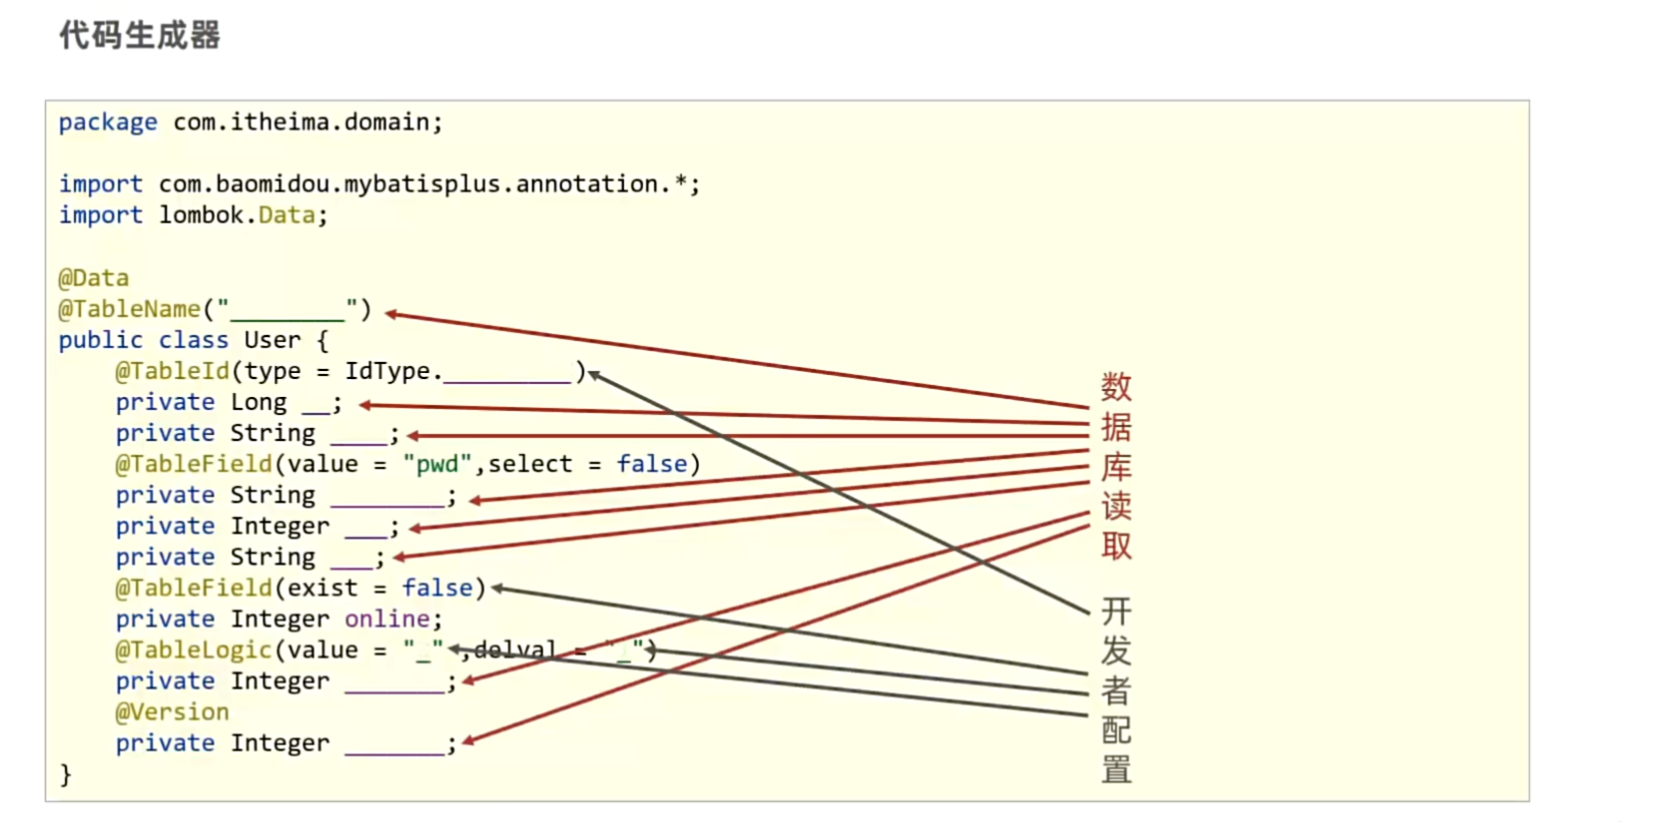 代码生成器
package com.itheima.domain;
import com.baomidou.mybatisplus.annotation.*;
import lombok.Data;
@Data
@TableName("________")
public class User {
@TableId(type = IdType._________)
private Long __;
private String ____;
@TableField(value = "pwd",select = false)
private String ________;
private Integer ___;
private String ___;
@TableField(exist = false)
private Integer online;
@TableLogic(value = "_",delval = "_")
private Integer _______;
@Version
private Integer _______;
}
数据库读取
开发者配置